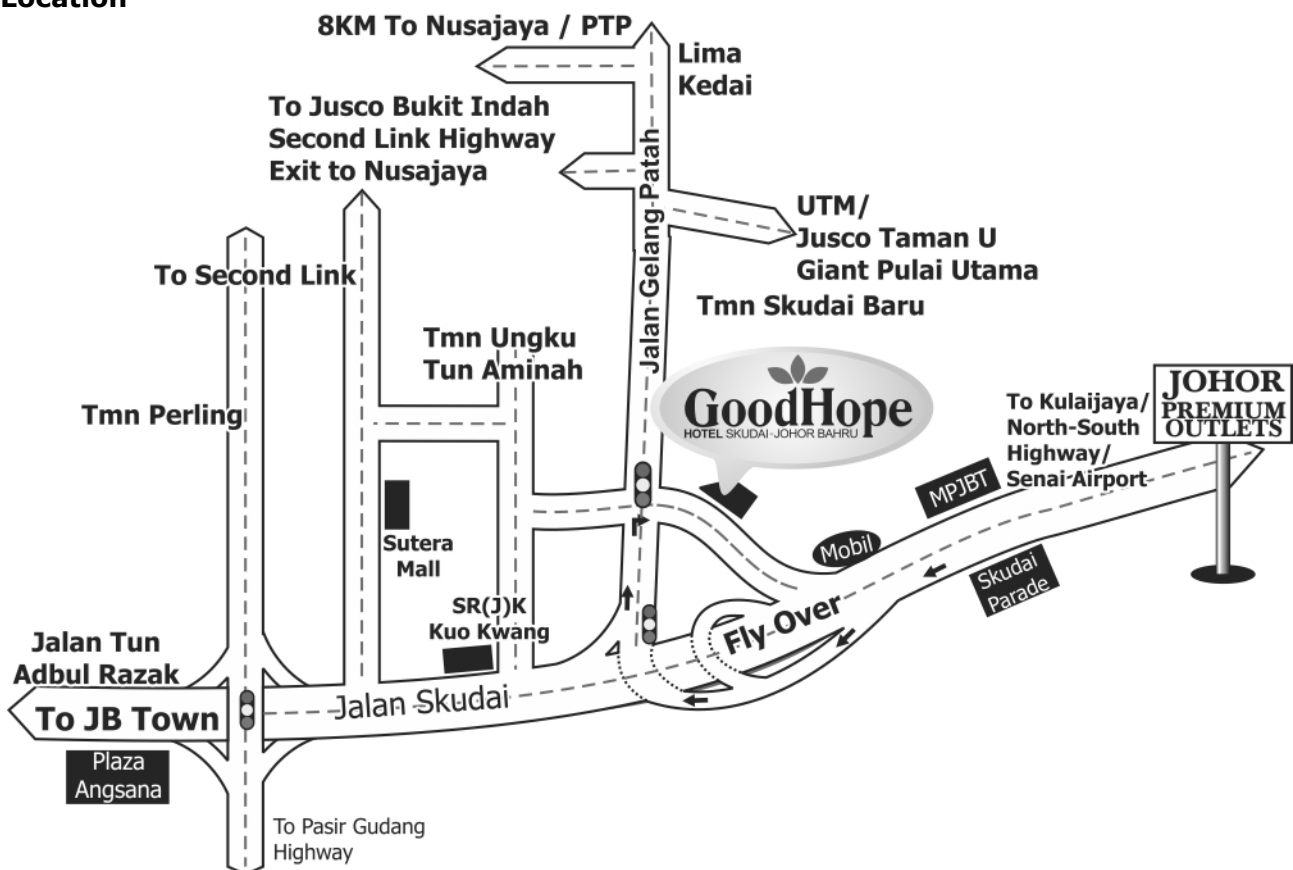 Location
8KM To Nusajaya / PTP
Lima
Kedai
To Jusco Bukit Indah
Second Link Highway
Exit to Nusajaya
Jalan Gelang Patah
UTM/
Jusco Taman U
Giant Pulai Utama
To Second Link
Tmn Skudai Baru
Tmn Ungku
Tun Aminah
Tmn Perling
GoodHope
HOTEL SKUDAI-JOHOR BAHRU
To Kulaijaya/
North-South
Highway/
Senai Airport
JOHOR
PREMIUM
OUTLETS
MPJBT
Mobil
Skudai
Parade
Sutera
Mall
SR(J)K
Kuo Kwang
Fly Over
Jalan Tun
Adbul Razak
To JB Town
Jalan Skudai
Plaza
Angsana
To Pasir Gudang
Highway